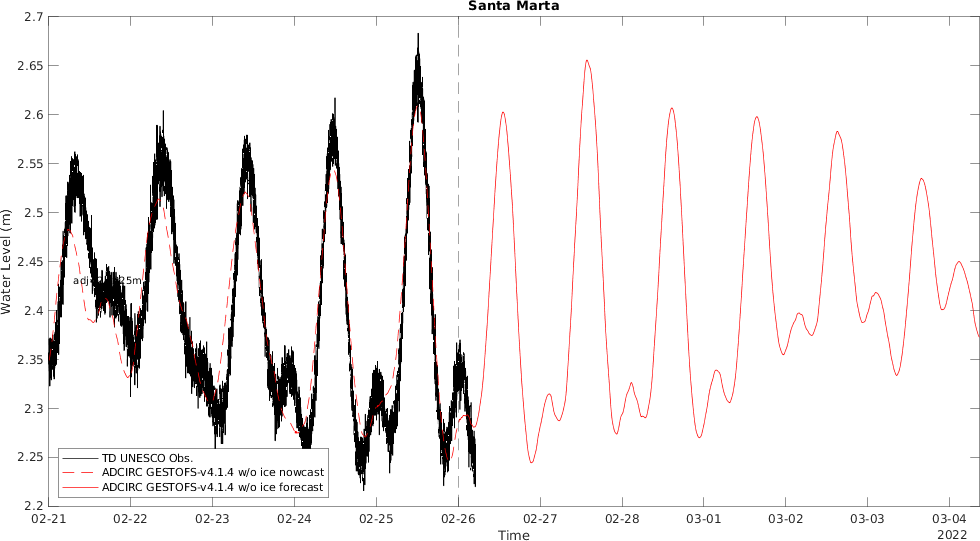 Santa Marta
2.7
2.65
2.6
2.55
2.5
2.45
2.4
2.35
2.3
2.25
2.2
Water Level (m)
TD UNESCO Obs.
ADCIRC GESTOFS-v4.1.4 w/o ice nowcast
ADCIRC GESTOFS-v4.1.4 w/o ice forecast
02-21 02-22 02-23 02-24 02-25 02-26 02-27 02-28 03-01 03-02 03-03 03-04
Time
2022